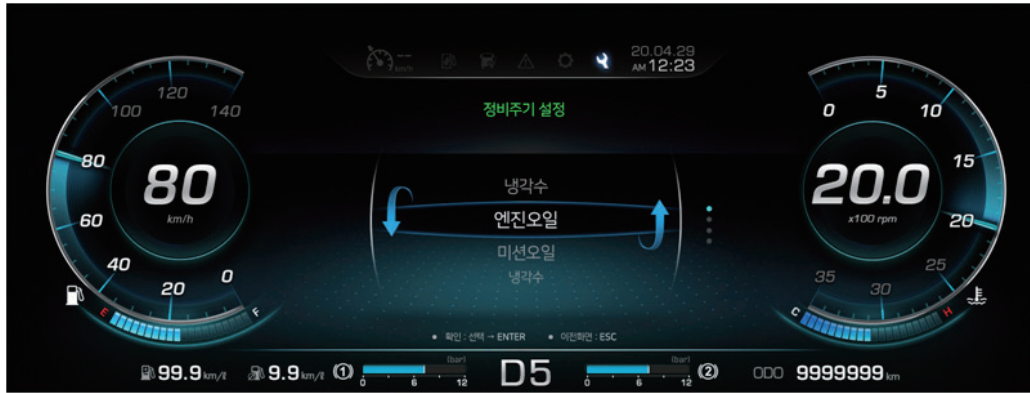 20.04.29
km/h
AM 12:23
정비주기 설정
120
100
140
80
80
km/h
60
40
20
0
E
F
냉각수
엔진오일
미션오일
냉각수
• 확인 : 선택 → ENTER • 이전화면 : ESC
5
0
10
15
20.0
x100 rpm
20
25
35
30
C
H
99.9 km/ℓ
9.9 km/ℓ
(1)
(bar)
0 6 12
D5
(bar)
0 6 12
(2)
ODO 9999999 km